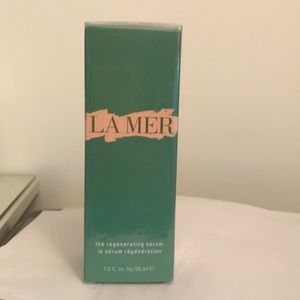 LA MER
the regenerating serum
le sérum régénération
1.0 fl. oz. liq./30 ml ℮